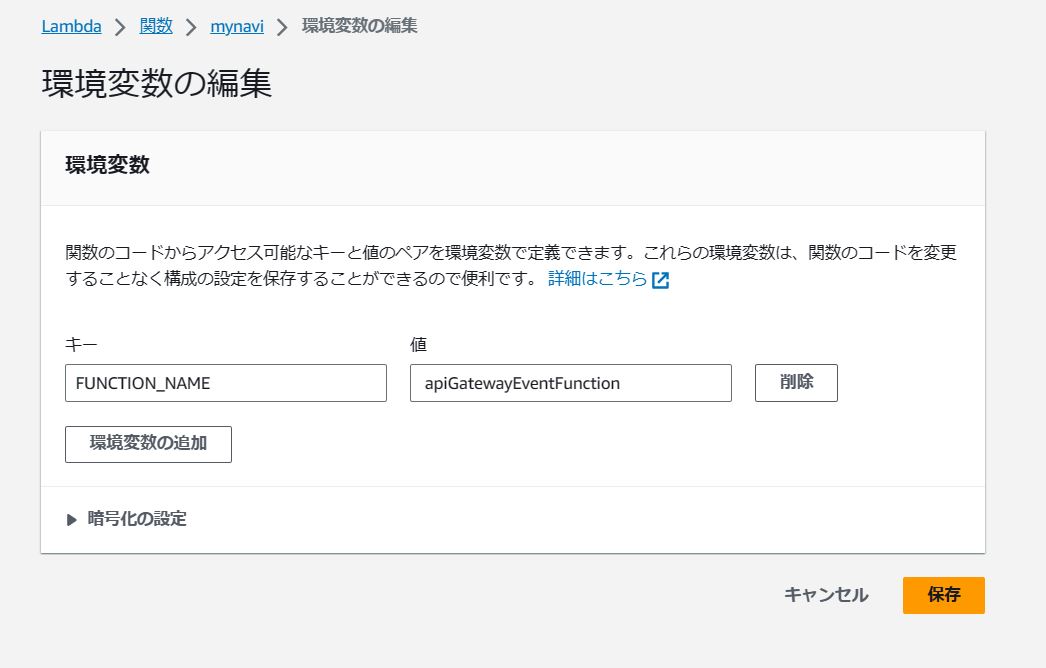 Lambda > 関数 > mynavi > 環境変数の編集
環境変数の編集
環境変数
関数のコードからアクセス可能なキーと値のペアを環境変数で定義できます。これらの環境変数は、関数のコードを変更
することなく構成の設定を保存することができるので便利です。 詳細はこちら
キー 値
FUNCTION_NAME apiGatewayEventFunction 削除
環境変数の追加
暗号化の設定
キャンセル 保存